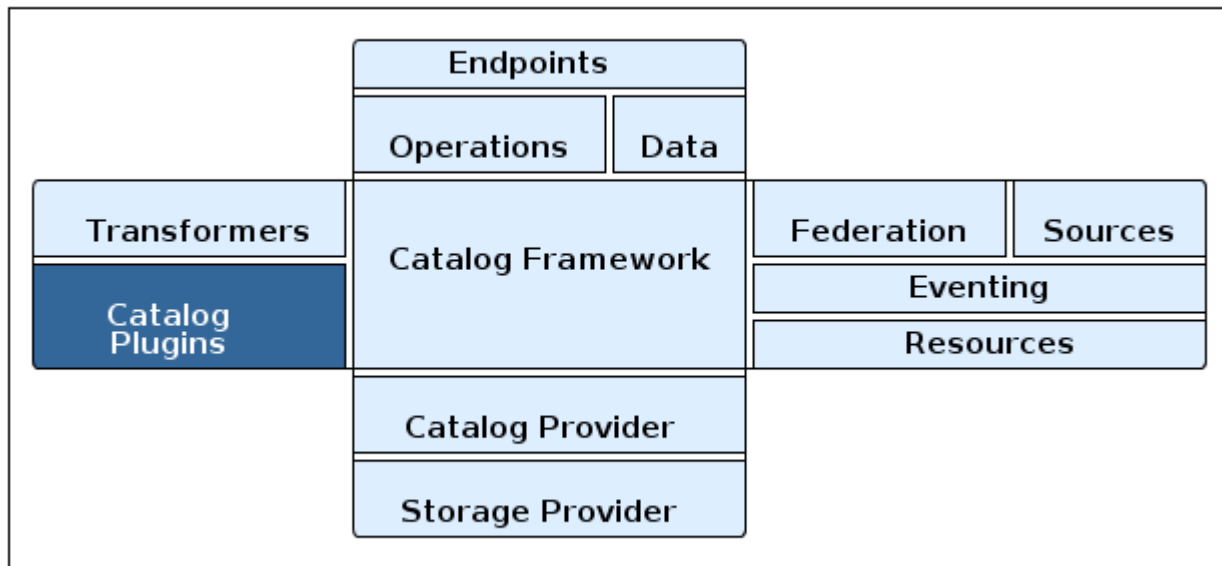 Endpoints
Operations
Data
Transformers
Catalog Framework
Federation
Sources
Eventing
Catalog
Plugins
Resources
Catalog Provider
Storage Provider